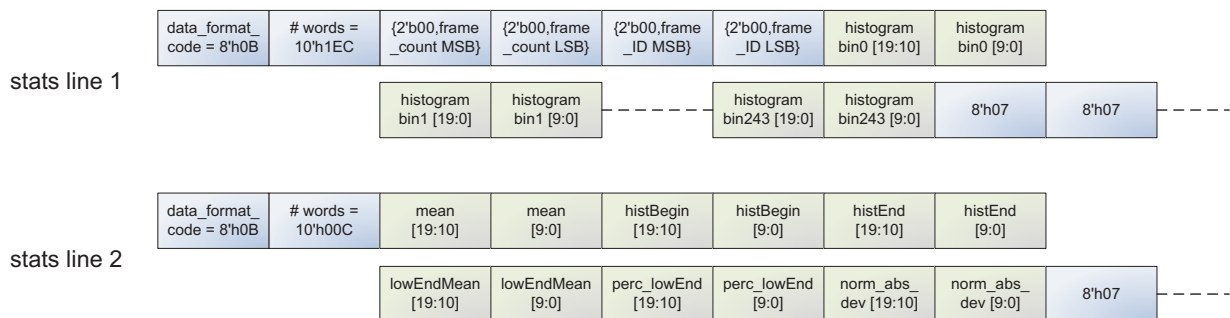 stats line 1
data_format_
code = 8'h0B
# words =
10'h1EC
{2'b00,frame
_count MSB}
{2'b00,frame
_count LSB}
{2'b00,frame
_ID MSB}
{2'b00,frame
_ID LSB}
histogram
bin0 [19:10]
histogram
bin0 [9:0]
histogram
bin1 [19:0]
histogram
bin1 [9:0]
histogram
bin243 [19:0]
histogram
bin243 [9:0]
8'h07
8'h07
stats line 2
data_format_
code = 8'h0B
# words =
10'h00C
mean
[19:10]
mean
[9:0]
histBegin
[19:10]
histBegin
[9:0]
histEnd
[19:10]
histEnd
[9:0]
lowEndMean
[19:10]
lowEndMean
[9:0]
perc_lowEnd
[19:10]
perc_lowEnd
[9:0]
norm_abs_
dev [19:10]
norm_abs_
dev [9:0]
8'h07